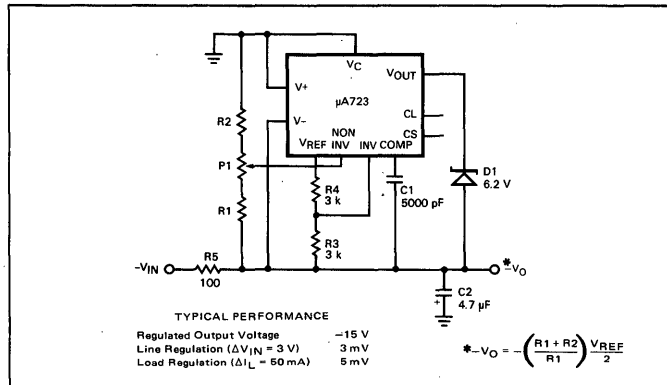 VC
V+
VOUT
μA723
V−
CL
CS
R2
VREF
NON
INV
INV
COMP
P1
R4
3 k
C1
5000 pF
D1
6.2 V
R1
R3
3 k
−VIN
R5
100
*−VO
C2
4.7 μF
+
TYPICAL PERFORMANCE
Regulated Output Voltage −15 V
Line Regulation (ΔVIN = 3 V) 3 mV
Load Regulation (ΔIL = 50 mA) 5 mV
*−VO = −(R1 + R2 / R1) VREF / 2